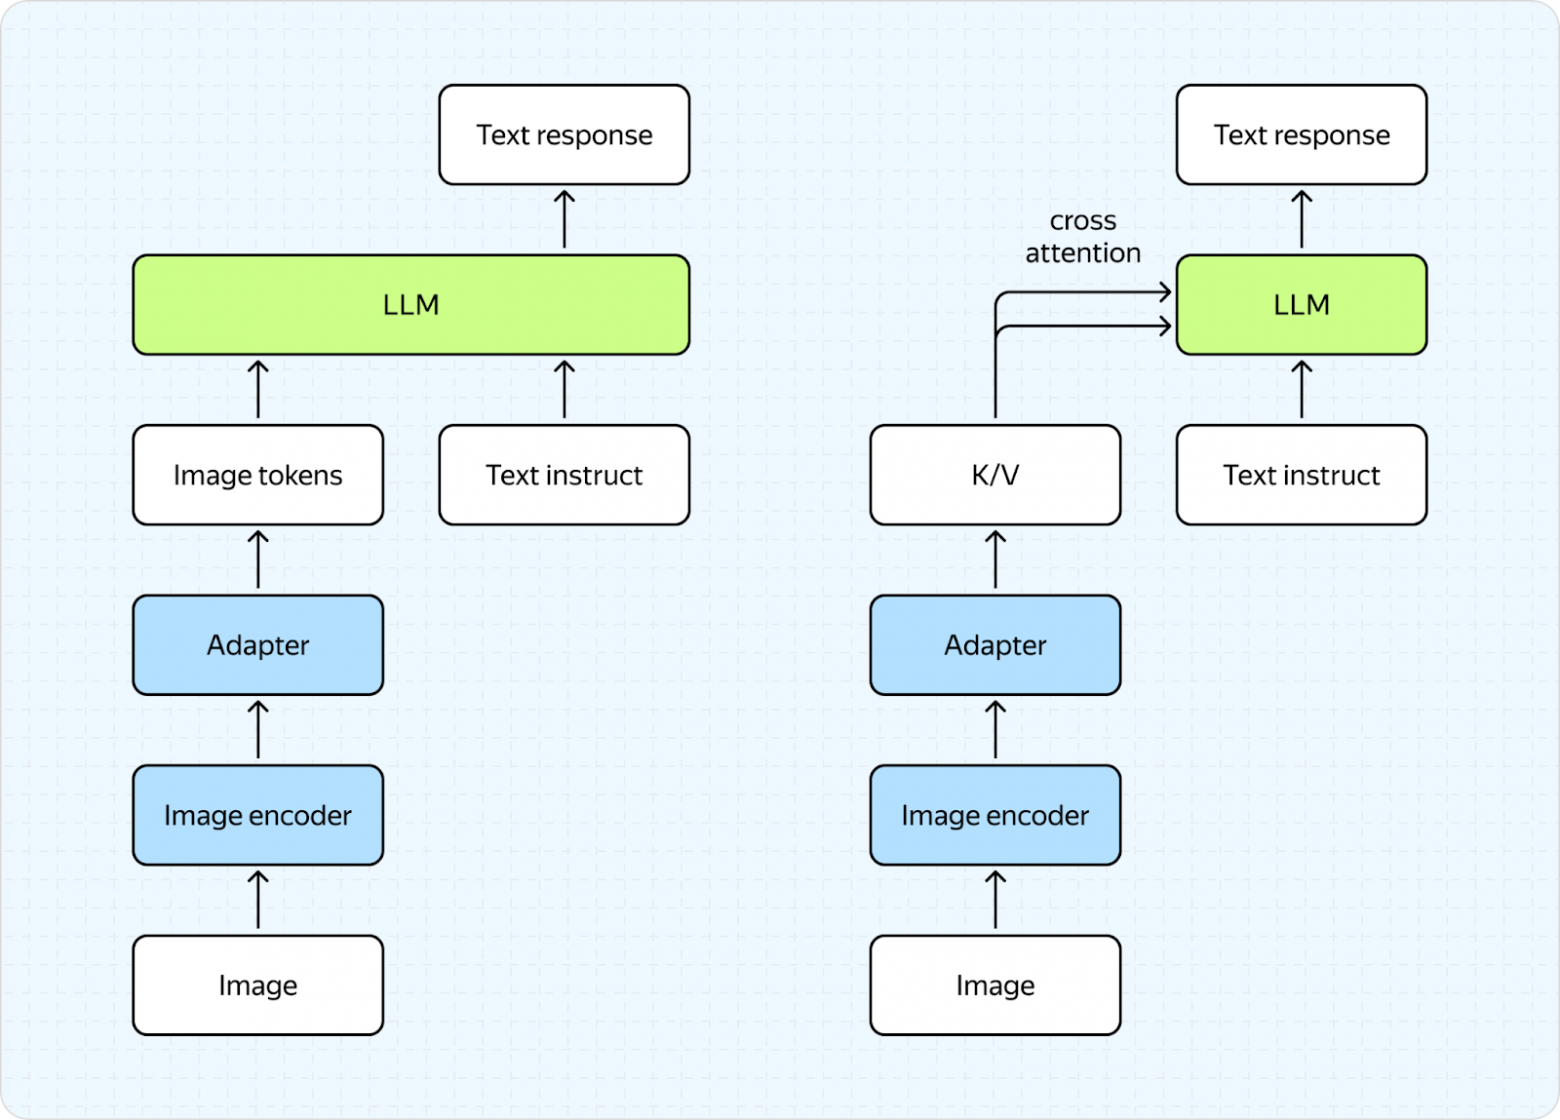 Text response
LLM
Image tokens
Text instruct
Adapter
Image encoder
Image
Text response
cross
attention
LLM
K/V
Text instruct
Adapter
Image encoder
Image